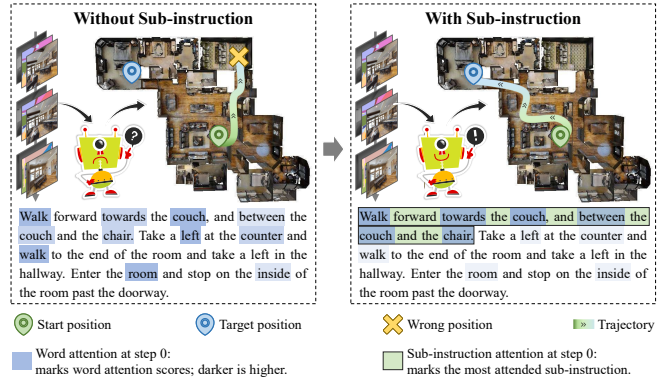 Without Sub-instruction
?
Walk forward towards the couch, and between the
couch and the chair. Take a left at the counter and
walk to the end of the room and take a left in the
hallway. Enter the room and stop on the inside of
the room past the doorway.
With Sub-instruction
!
Walk forward towards the couch, and between the
couch and the chair. Take a left at the counter and
walk to the end of the room and take a left in the
hallway. Enter the room and stop on the inside of
the room past the doorway.
Start position
Target position
Wrong position
Trajectory
Word attention at step 0:
marks word attention scores; darker is higher.
Sub-instruction attention at step 0:
marks the most attended sub-instruction.